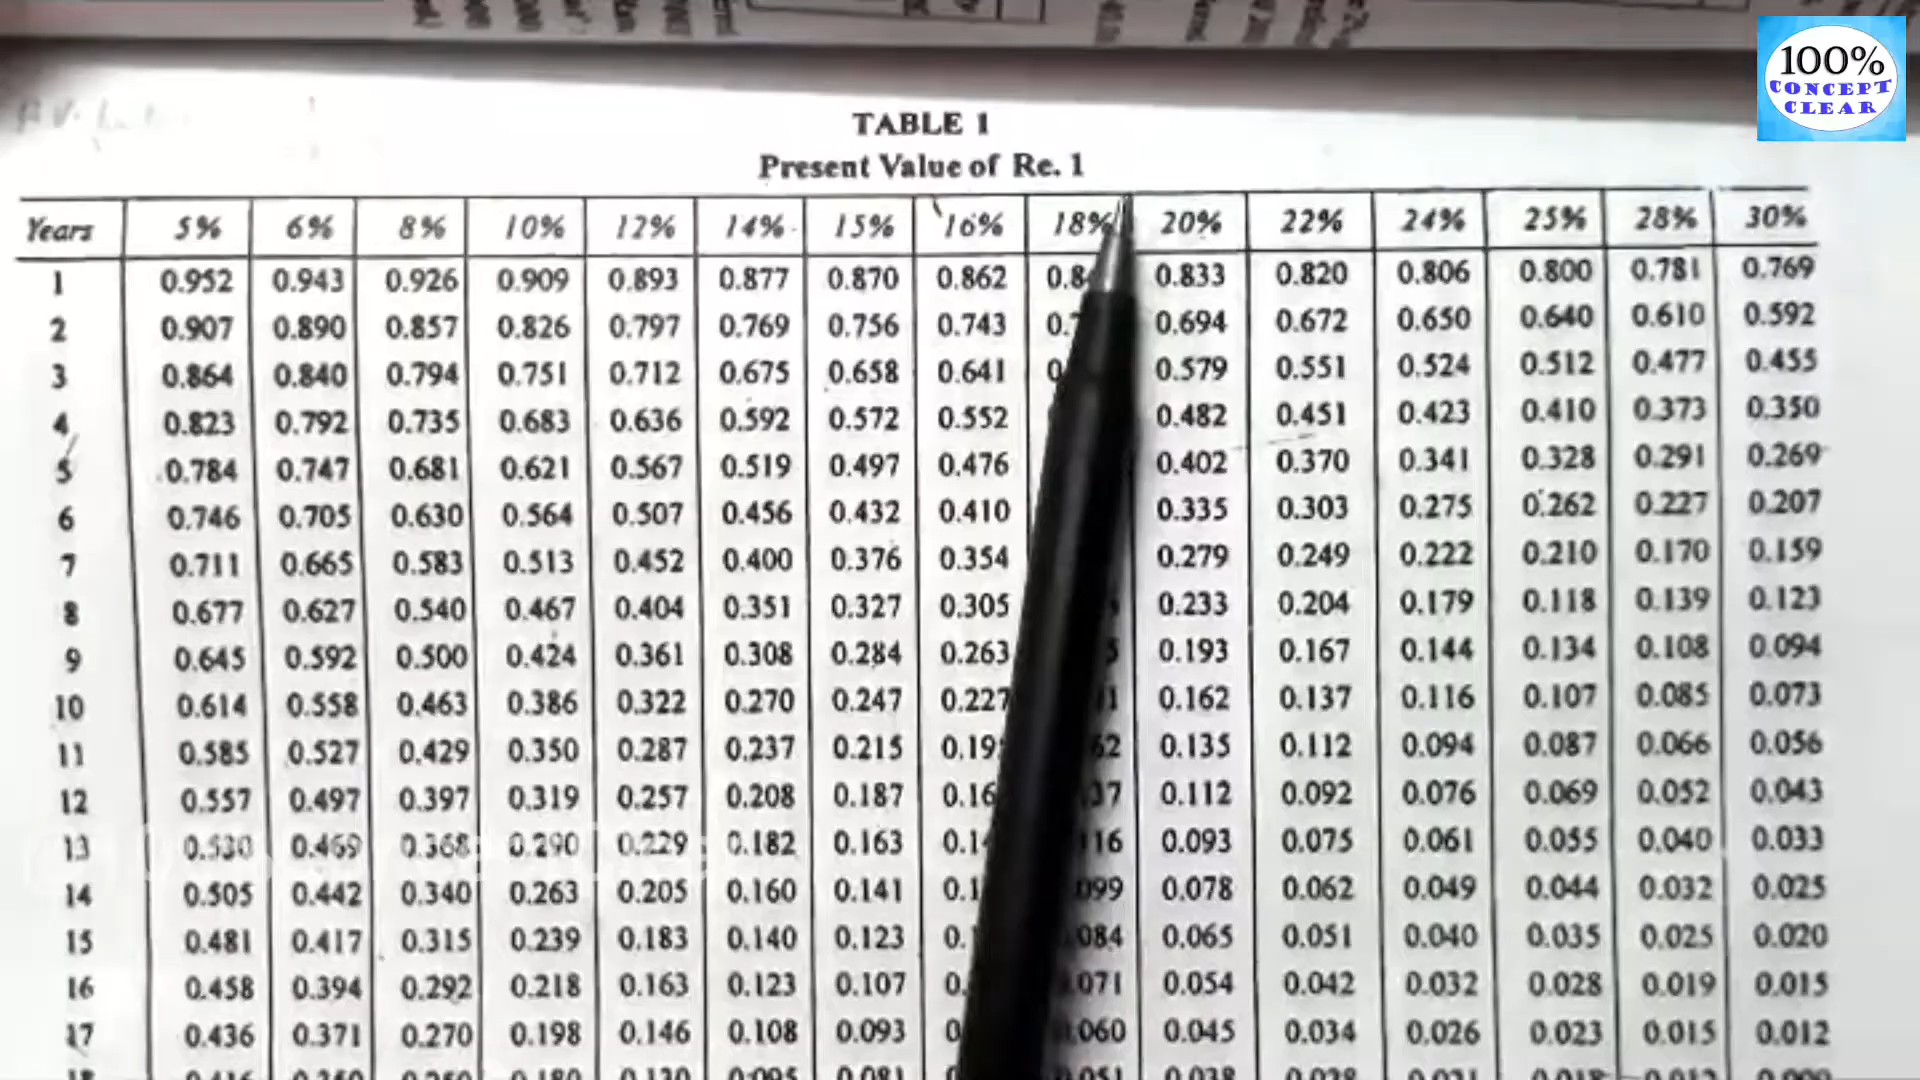 100%
CONCEPT
CLEAR
TABLE 1
Present Value of Re. 1
Years 5% 6% 8% 10% 12% 14% 15% 16% 18% 20% 22% 24% 25% 28% 30%
1 0.952 0.943 0.926 0.909 0.893 0.877 0.870 0.862 0.833 0.820 0.806 0.800 0.781 0.769
2 0.907 0.890 0.857 0.826 0.797 0.769 0.756 0.743 0.694 0.672 0.650 0.640 0.610 0.592
3 0.864 0.840 0.794 0.751 0.712 0.675 0.658 0.641 0.579 0.551 0.524 0.512 0.477 0.455
4 0.823 0.792 0.735 0.683 0.636 0.592 0.572 0.552 0.482 0.451 0.423 0.410 0.373 0.350
5 0.784 0.747 0.681 0.621 0.567 0.519 0.497 0.476 0.402 0.370 0.341 0.328 0.291 0.269
6 0.746 0.705 0.630 0.564 0.507 0.456 0.432 0.410 0.335 0.303 0.275 0.262 0.227 0.207
7 0.711 0.665 0.583 0.513 0.452 0.400 0.376 0.354 0.279 0.249 0.222 0.210 0.170 0.159
8 0.677 0.627 0.540 0.467 0.404 0.351 0.327 0.305 0.233 0.204 0.179 0.118 0.139 0.123
9 0.645 0.592 0.500 0.424 0.361 0.308 0.284 0.263 0.193 0.167 0.144 0.134 0.108 0.094
10 0.614 0.558 0.463 0.386 0.322 0.270 0.247 0.227 0.162 0.137 0.116 0.107 0.085 0.073
11 0.585 0.527 0.429 0.350 0.287 0.237 0.215 0.135 0.112 0.094 0.087 0.066 0.056
12 0.557 0.497 0.397 0.319 0.257 0.208 0.187 0.112 0.092 0.076 0.069 0.052 0.043
13 0.530 0.469 0.368 0.290 0.229 0.182 0.163 0.093 0.075 0.061 0.055 0.040 0.033
14 0.505 0.442 0.340 0.263 0.205 0.160 0.141 0.078 0.062 0.049 0.044 0.032 0.025
15 0.481 0.417 0.315 0.239 0.183 0.140 0.123 0.065 0.051 0.040 0.035 0.025 0.020
16 0.458 0.394 0.292 0.218 0.163 0.123 0.107 0.054 0.042 0.032 0.028 0.019 0.015
17 0.436 0.371 0.270 0.198 0.146 0.108 0.093 0.045 0.034 0.026 0.023 0.015 0.012